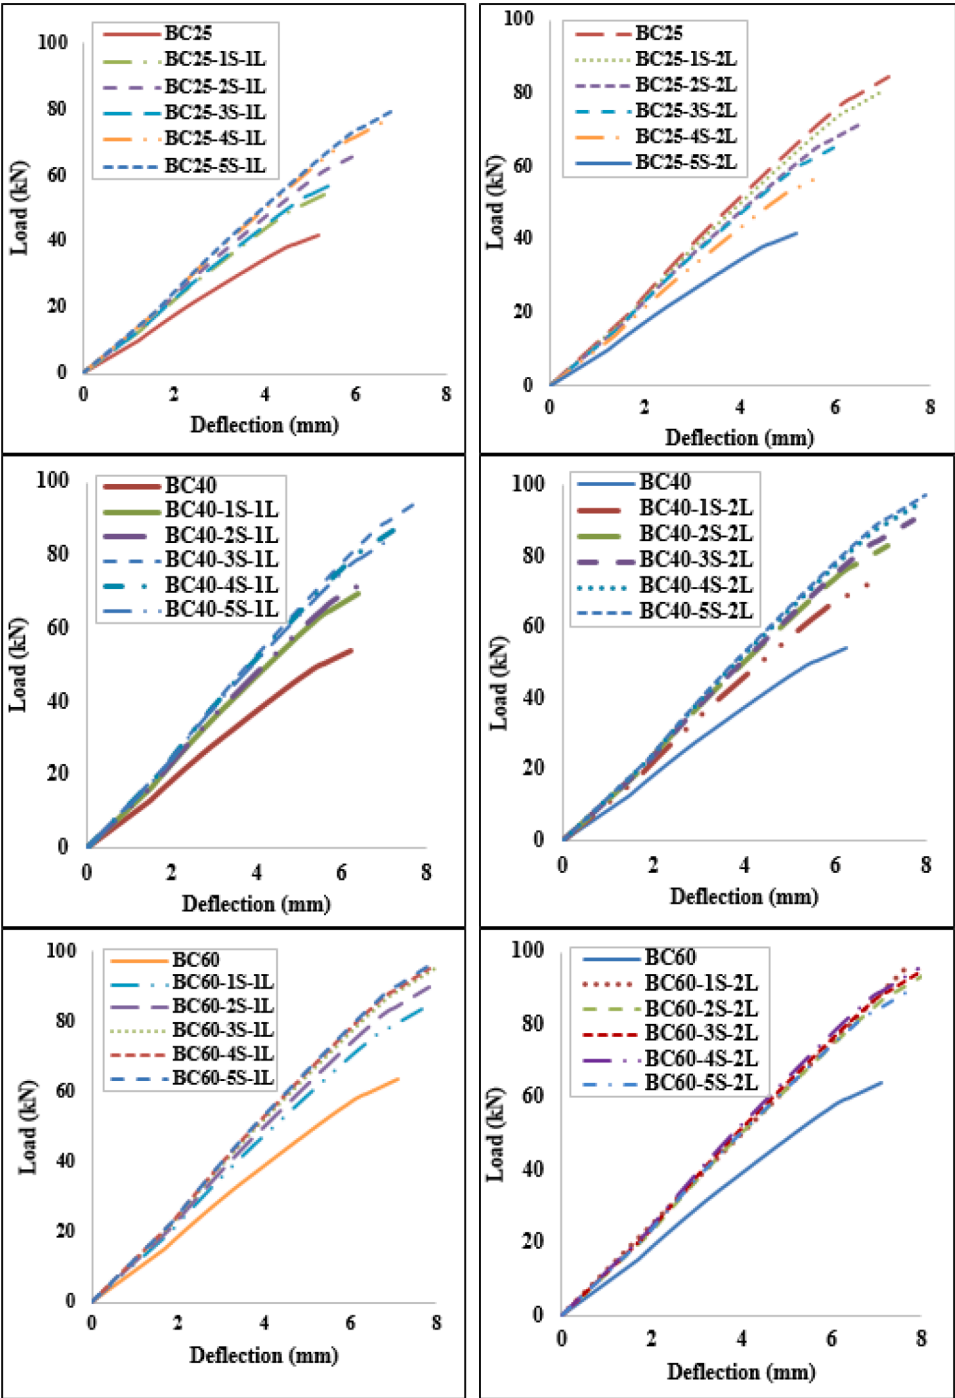 100
80
60
40
20
0
Load (kN)
BC25
BC25-1S-1L
BC25-2S-1L
BC25-3S-1L
BC25-4S-1L
BC25-5S-1L
0 2 4 6 8
Deflection (mm)
100
80
60
40
20
0
Load (kN)
BC25
BC25-1S-2L
BC25-2S-2L
BC25-3S-2L
BC25-4S-2L
BC25-5S-2L
0 2 4 6 8
Deflection (mm)
100
80
60
40
20
0
Load (kN)
BC40
BC40-1S-1L
BC40-2S-1L
BC40-3S-1L
BC40-4S-1L
BC40-5S-1L
0 2 4 6 8
Deflection (mm)
100
80
60
40
20
0
Load (kN)
BC40
BC40-1S-2L
BC40-2S-2L
BC40-3S-2L
BC40-4S-2L
BC40-5S-2L
0 2 4 6 8
Deflection (mm)
100
80
60
40
20
0
Load (kN)
BC60
BC60-1S-1L
BC60-2S-1L
BC60-3S-1L
BC60-4S-1L
BC60-5S-1L
0 2 4 6 8
Deflection (mm)
100
80
60
40
20
0
Load (kN)
BC60
BC60-1S-2L
BC60-2S-2L
BC60-3S-2L
BC60-4S-2L
BC60-5S-2L
0 2 4 6 8
Deflection (mm)